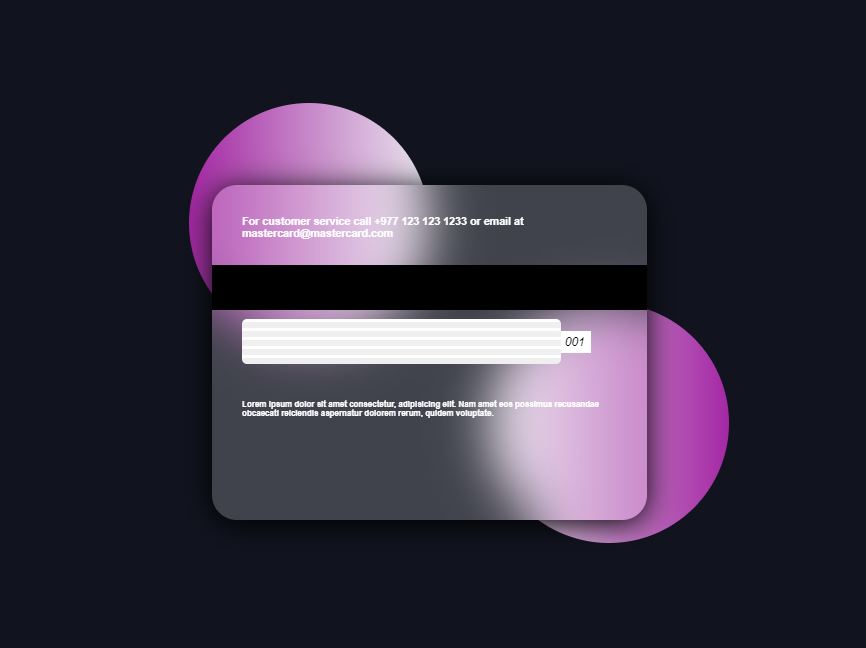 For customer service call +977 123 123 1233 or email at
mastercard@mastercard.com
001
Lorem ipsum dolor sit amet consectetur, adipisicing elit. Nam amet eos possimus recusandae
obcaecati reiciendis aspernatur dolorem rerum, quidem voluptate.